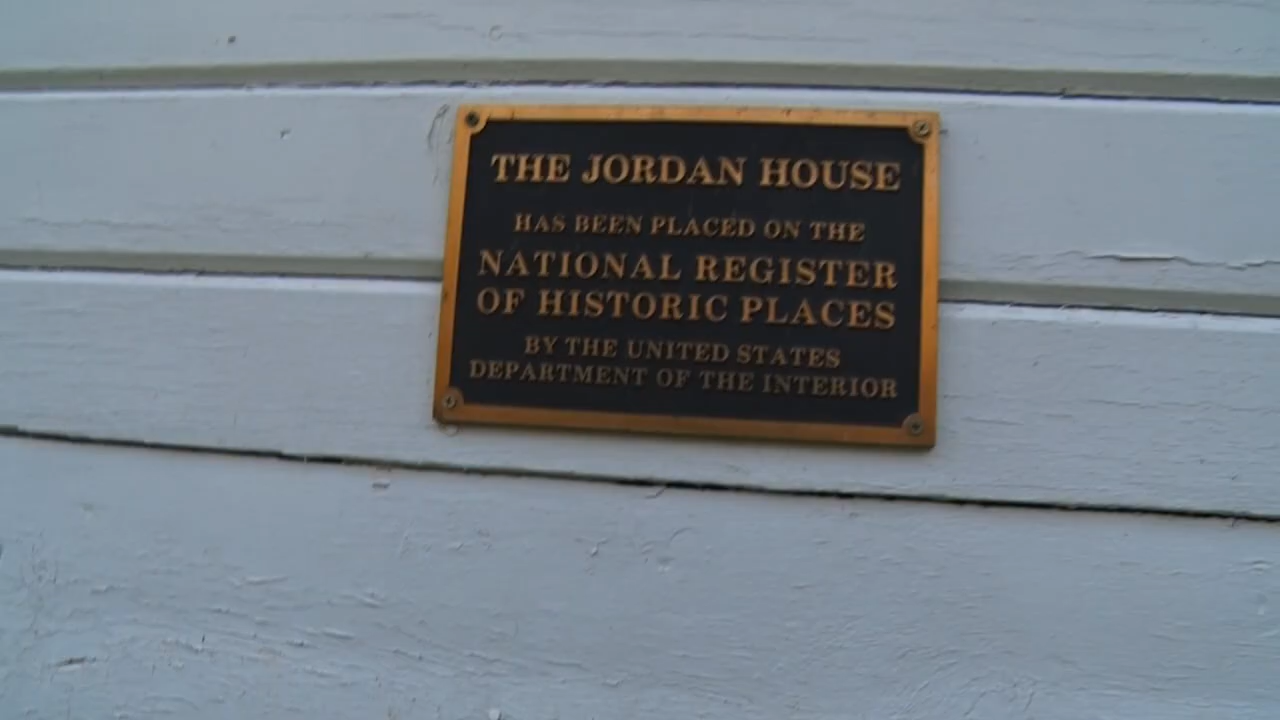 THE JORDAN HOUSE
HAS BEEN PLACED ON THE
NATIONAL REGISTER
OF HISTORIC PLACES
BY THE UNITED STATES
DEPARTMENT OF THE INTERIOR